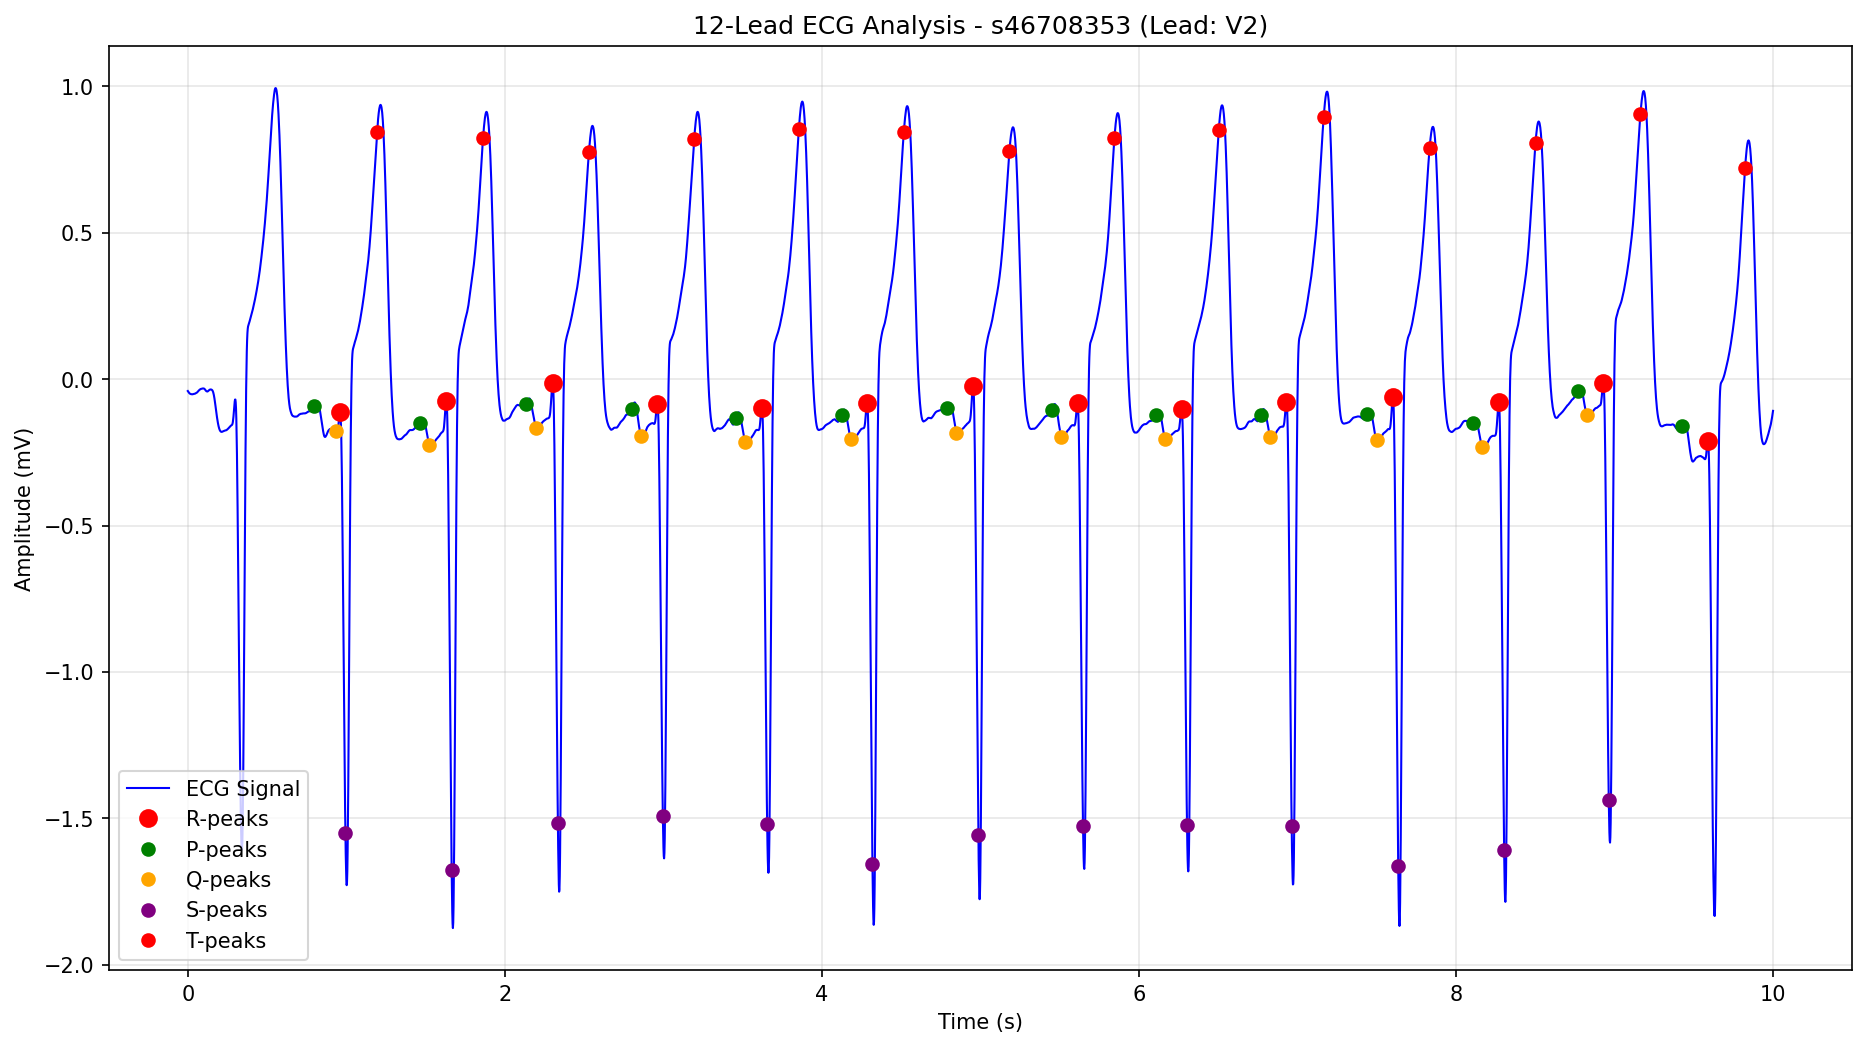 12-Lead ECG Analysis - s46708353 (Lead: V2)
Amplitude (mV)
1.0
0.5
0.0
−0.5
−1.0
−1.5
−2.0
ECG Signal
R-peaks
P-peaks
Q-peaks
S-peaks
T-peaks
0 2 4 6 8 10
Time (s)